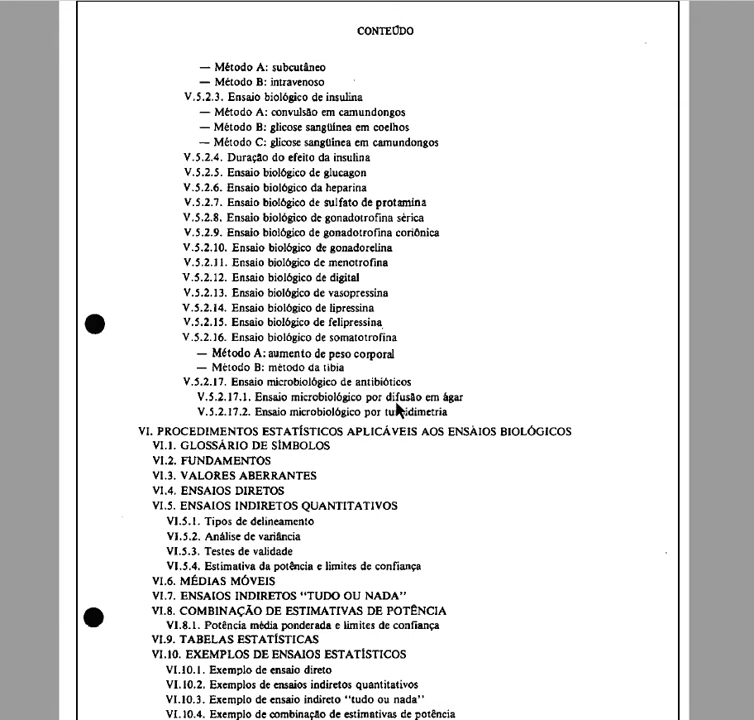 CONTEÚDO
— Método A: subcutâneo
— Método B: intravenoso
V.5.2.3. Ensaio biológico de insulina
— Método A: convulsão em camundongos
— Método B: glicose sangüínea em coelhos
— Método C: glicose sangüínea em camundongos
V.5.2.4. Duração do efeito da insulina
V.5.2.5. Ensaio biológico de glucagon
V.5.2.6. Ensaio biológico da heparina
V.5.2.7. Ensaio biológico de sulfato de protamina
V.5.2.8. Ensaio biológico de gonadotrofina sérica
V.5.2.9. Ensaio biológico de gonadotrofina coriônica
V.5.2.10. Ensaio biológico de gonadorelina
V.5.2.11. Ensaio biológico de menotrofina
V.5.2.12. Ensaio biológico de digital
V.5.2.13. Ensaio biológico de vasopressina
V.5.2.14. Ensaio biológico de lipressina
V.5.2.15. Ensaio biológico de felipressina
V.5.2.16. Ensaio biológico de somatotrofina
— Método A: aumento de peso corporal
— Método B: método da tíbia
V.5.2.17. Ensaio microbiológico de antibióticos
V.5.2.17.1. Ensaio microbiológico por difusão em ágar
V.5.2.17.2. Ensaio microbiológico por turbidimetria
VI. PROCEDIMENTOS ESTATÍSTICOS APLICÁVEIS AOS ENSAIOS BIOLÓGICOS
VI.1. GLOSSÁRIO DE SÍMBOLOS
VI.2. FUNDAMENTOS
VI.3. VALORES ABERRANTES
VI.4. ENSAIOS DIRETOS
VI.5. ENSAIOS INDIRETOS QUANTITATIVOS
VI.5.1. Tipos de delineamento
VI.5.2. Análise de variância
VI.5.3. Testes de validade
VI.5.4. Estimativa da potência e limites de confiança
VI.6. MÉDIAS MÓVEIS
VI.7. ENSAIOS INDIRETOS "TUDO OU NADA"
VI.8. COMBINAÇÃO DE ESTIMATIVAS DE POTÊNCIA
VI.8.1. Potência média ponderada e limites de confiança
VI.9. TABELAS ESTATÍSTICAS
VI.10. EXEMPLOS DE ENSAIOS ESTATÍSTICOS
VI.10.1. Exemplo de ensaio direto
VI.10.2. Exemplos de ensaios indiretos quantitativos
VI.10.3. Exemplo de ensaio indireto "tudo ou nada"
VI.10.4. Exemplo de combinação de estimativas de potência